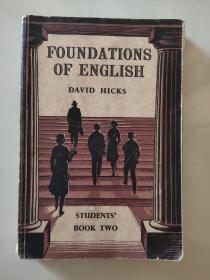 FOUNDATIONS
OF ENGLISH
DAVID HICKS
STUDENTS'
BOOK TWO